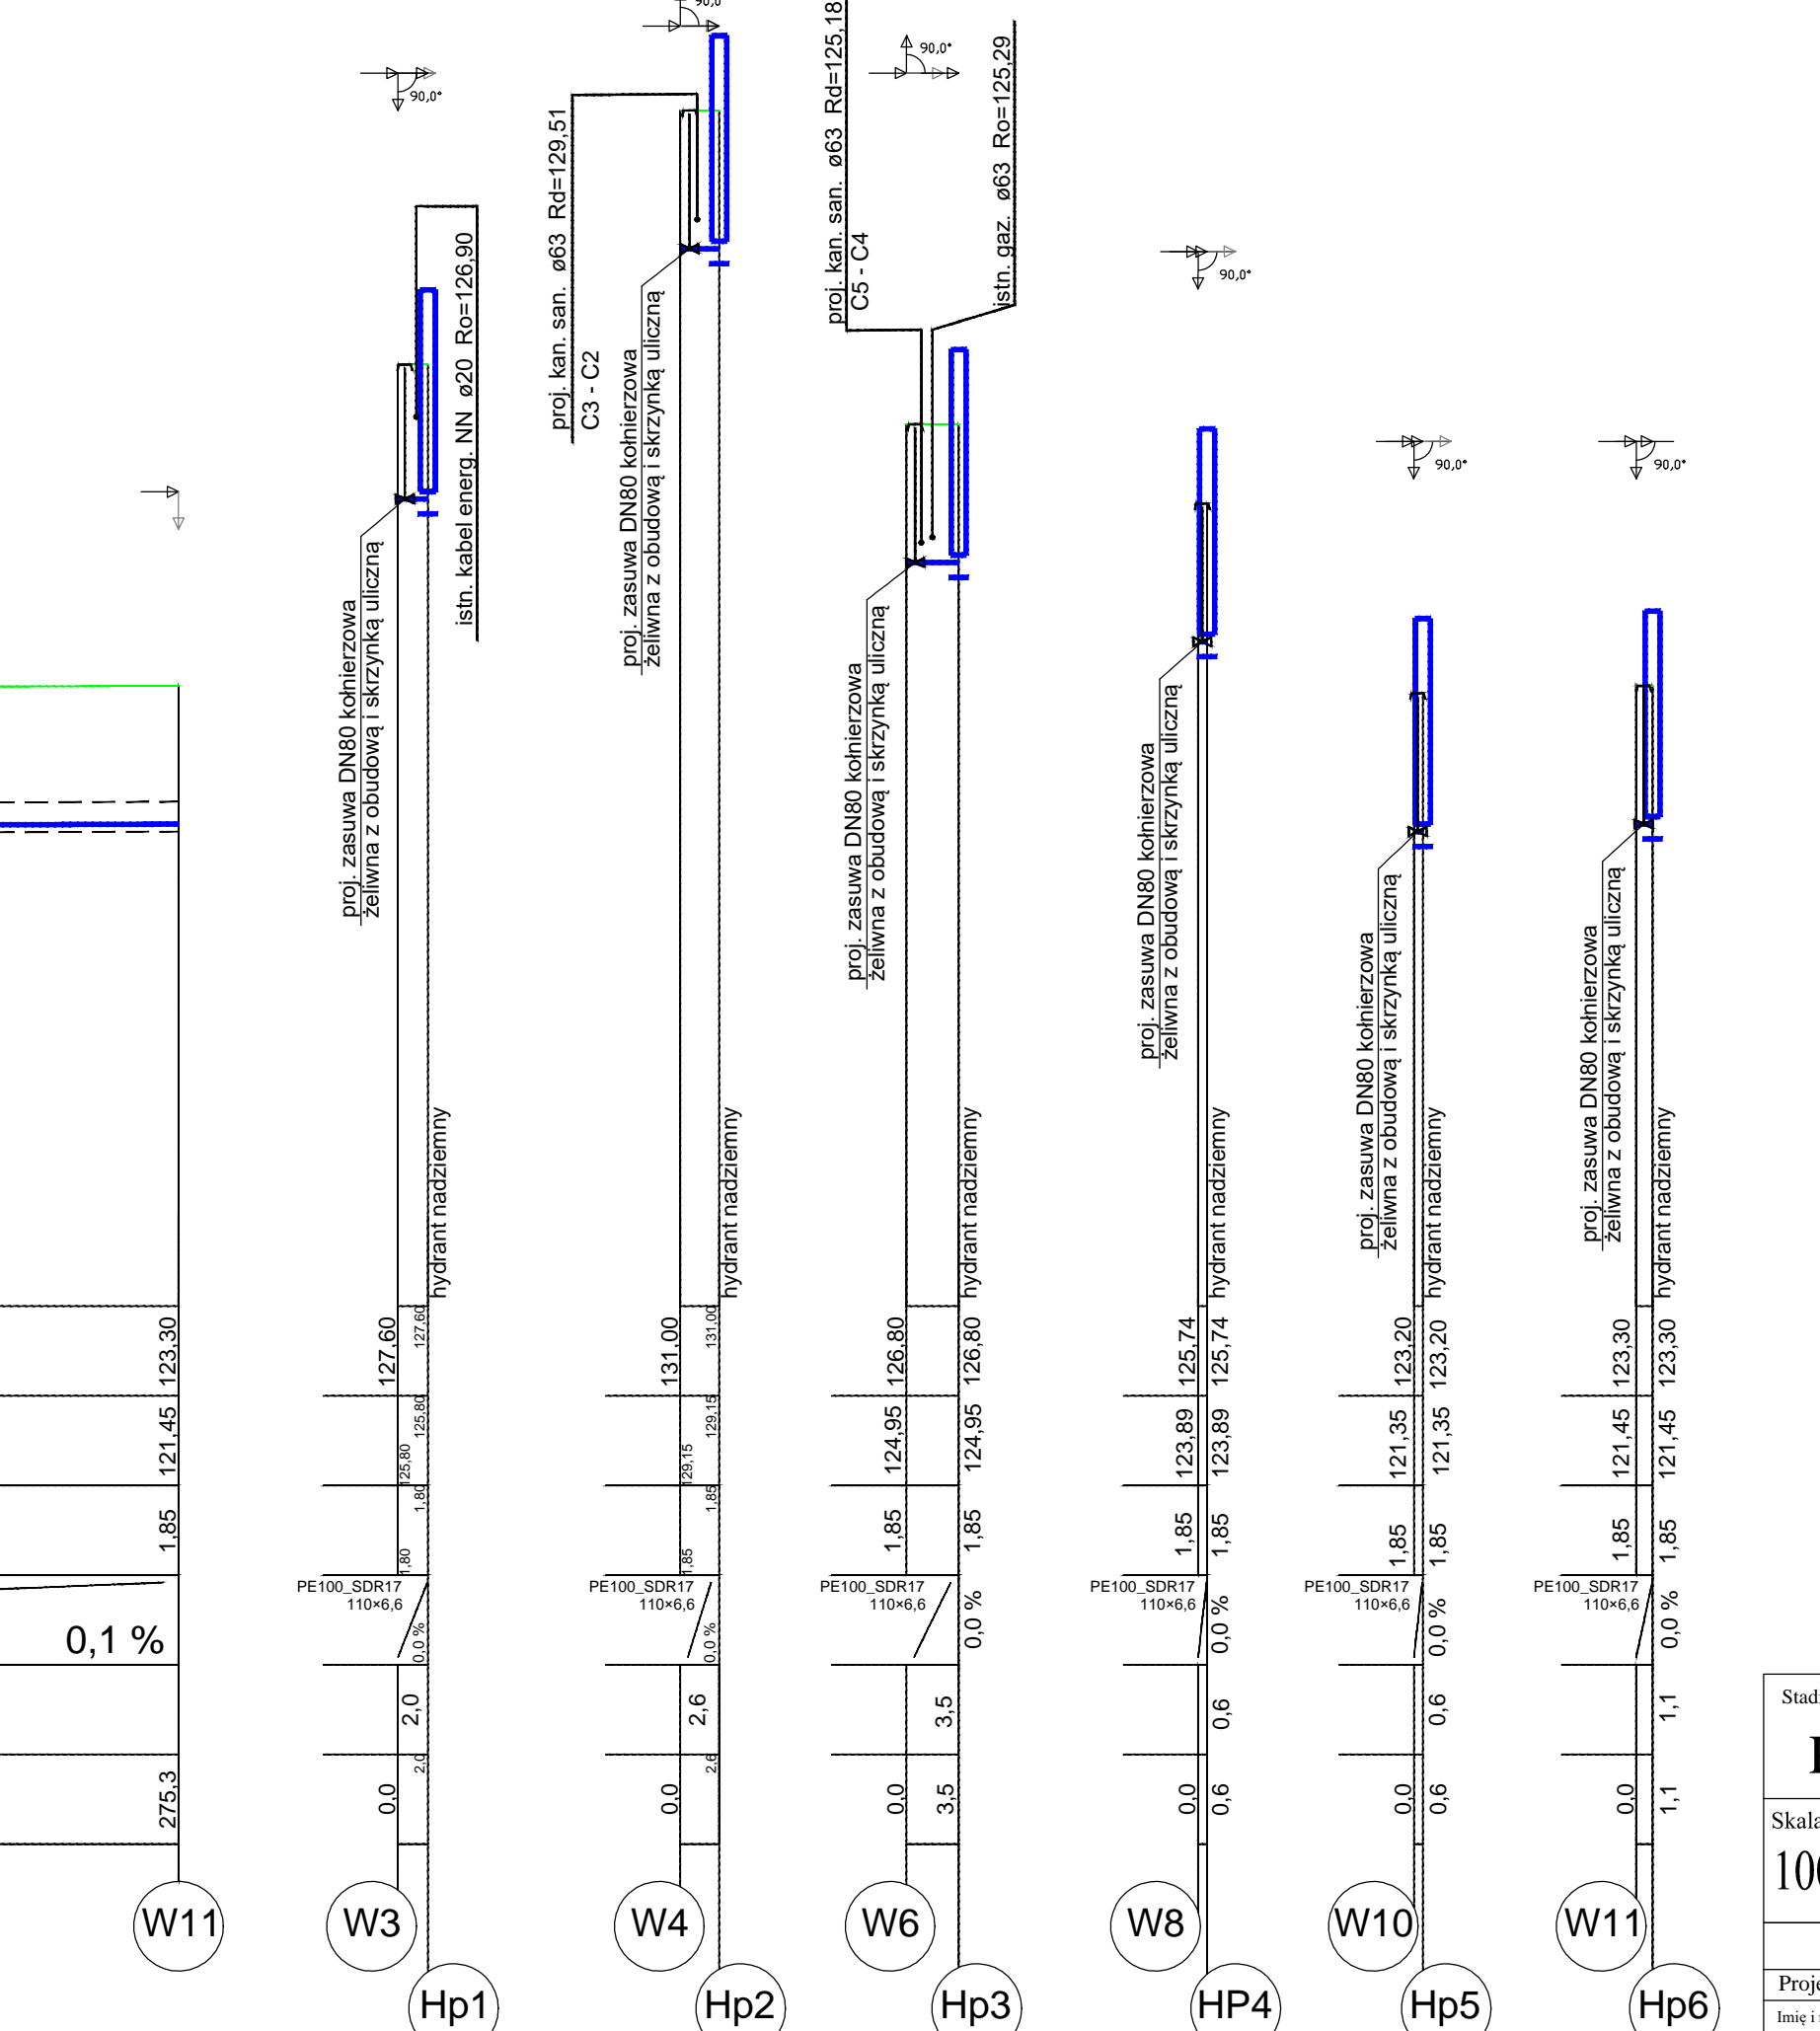 90,0°
90,0°
90,0°
90,0°
90,0°
90,0°
istn. kabel energ. NN ø20 Ro=126,90
proj. kan. san. ø63 Rd=129,51
C3 - C2
proj. kan. san. ø63 Rd=125,18
C5 - C4
istn. gaz. ø63 Ro=125,29
proj. zasuwa DN80 kołnierzowa
żeliwna z obudową i skrzynką uliczną
proj. zasuwa DN80 kołnierzowa
żeliwna z obudową i skrzynką uliczną
proj. zasuwa DN80 kołnierzowa
żeliwna z obudową i skrzynką uliczną
proj. zasuwa DN80 kołnierzowa
żeliwna z obudową i skrzynką uliczną
proj. zasuwa DN80 kołnierzowa
żeliwna z obudową i skrzynką uliczną
proj. zasuwa DN80 kołnierzowa
żeliwna z obudową i skrzynką uliczną
hydrant nadziemny
hydrant nadziemny
hydrant nadziemny
hydrant nadziemny
hydrant nadziemny
hydrant nadziemny
123,30
127,60
127,60
131,00
131,00
126,80
126,80
125,74
125,74
123,20
123,20
123,30
123,30
121,45
125,80
125,80
129,15
129,15
124,95
124,95
123,89
123,89
121,35
121,35
121,45
121,45
1,85
1,80
1,80
1,85
1,85
1,85
1,85
1,85
1,85
1,85
1,85
1,85
1,85
0,1 %
PE100_SDR17
110×6,6
0,0 %
PE100_SDR17
110×6,6
0,0 %
PE100_SDR17
110×6,6
0,0 %
PE100_SDR17
110×6,6
0,0 %
PE100_SDR17
110×6,6
0,0 %
PE100_SDR17
110×6,6
0,0 %
2,0
2,6
3,5
0,6
0,6
1,1
275,3
0,0
2,0
0,0
2,6
0,0
3,5
0,0
0,6
0,0
0,6
0,0
1,1
W11
W3
W4
W6
W8
W10
W11
Hp1
Hp2
Hp3
HP4
Hp5
Hp6
Skala